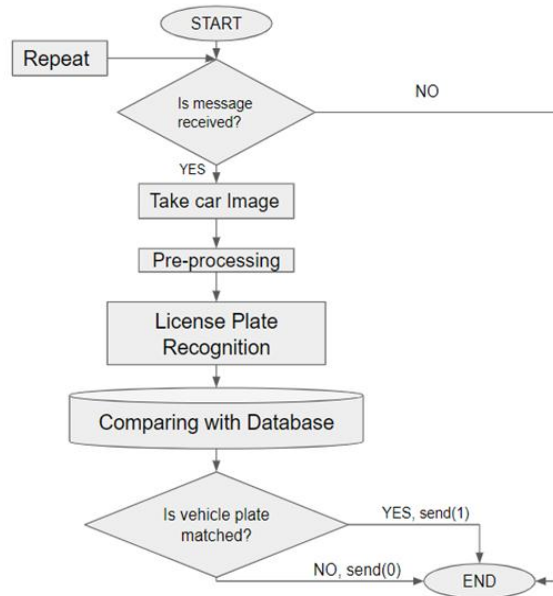 START
Repeat
Is message
received?
NO
YES
Take car Image
Pre-processing
License Plate
Recognition
Comparing with Database
Is vehicle plate
matched?
YES, send(1)
NO, send(0)
END